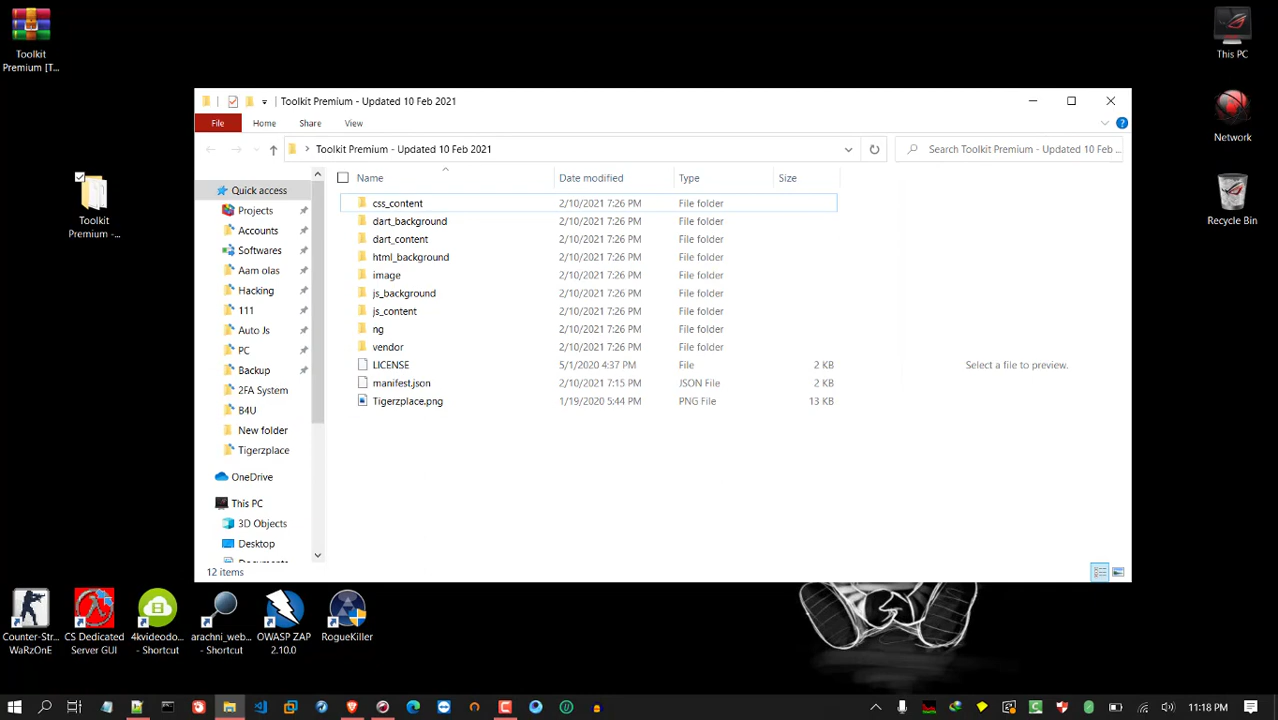 Toolkit
Premium [T...
Toolkit
Premium -...
Toolkit Premium - Updated 10 Feb 2021
File
Home
Share
View
Toolkit Premium - Updated 10 Feb 2021
Search Toolkit Premium - Updated 10 Feb ...
Quick access
Projects
Accounts
Softwares
Aam olas
Hacking
111
Auto Js
PC
Backup
2FA System
B4U
New folder
Tigerzplace
OneDrive
This PC
3D Objects
Desktop
Name Date modified Type Size
css_content 2/10/2021 7:26 PM File folder
dart_background 2/10/2021 7:26 PM File folder
dart_content 2/10/2021 7:26 PM File folder
html_background 2/10/2021 7:26 PM File folder
image 2/10/2021 7:26 PM File folder
js_background 2/10/2021 7:26 PM File folder
js_content 2/10/2021 7:26 PM File folder
ng 2/10/2021 7:26 PM File folder
vendor 2/10/2021 7:26 PM File folder
LICENSE 5/1/2020 4:37 PM File 2 KB
manifest.json 2/10/2021 7:15 PM JSON File 2 KB
Tigerzplace.png 1/19/2020 5:44 PM PNG File 13 KB
Select a file to preview.
12 items
This PC
Network
Recycle Bin
Counter-Str...
WaRzOnE
CS Dedicated
Server GUI
4kvideodo...
- Shortcut
arachni_web...
- Shortcut
OWASP ZAP
2.10.0
RogueKiller
11:18 PM